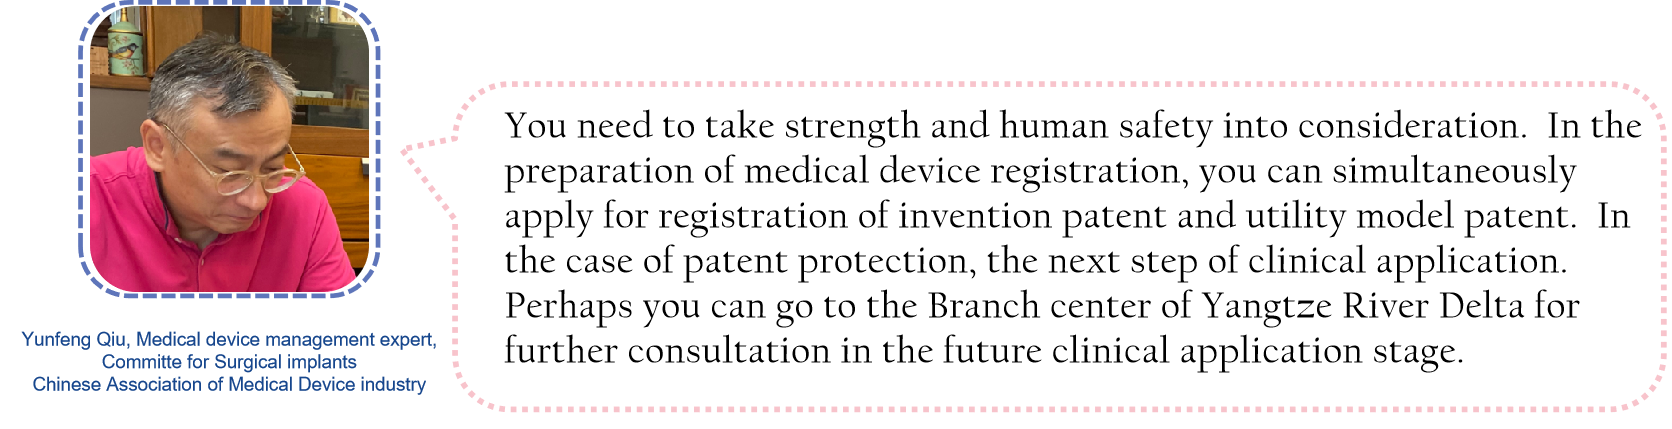 You need to take strength and human safety into consideration.  In the
preparation of medical device registration, you can simultaneously
apply for registration of invention patent and utility model patent.  In
the case of patent protection, the next step of clinical application.
Perhaps you can go to the Branch center of Yangtze River Delta for
further consultation in the future clinical application stage.
Yunfeng Qiu, Medical device management expert,
Committe for Surgical implants
Chinese Association of Medical Device industry